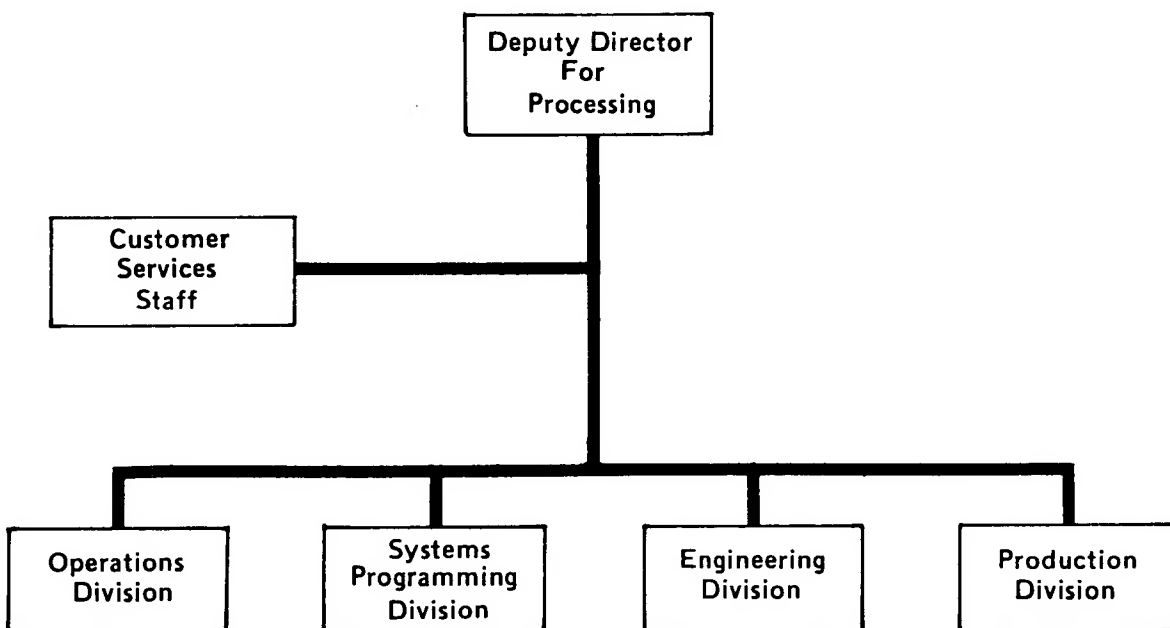 Deputy Director
For
Processing
Customer
Services
Staff
Operations
Division
Systems
Programming
Division
Engineering
Division
Production
Division